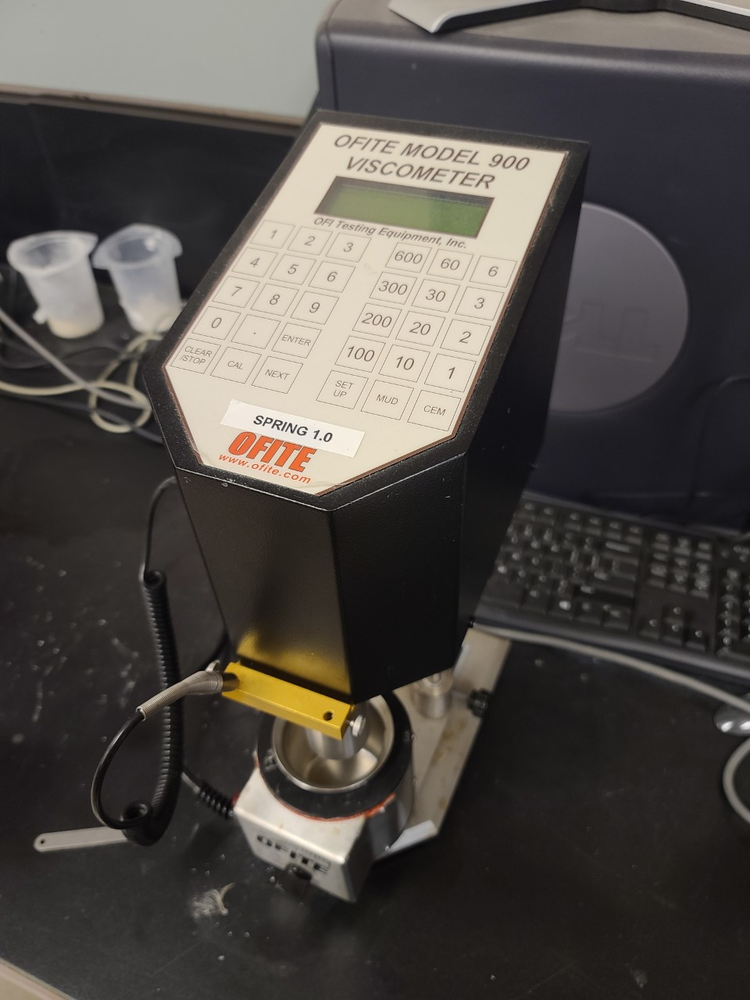 OFITE MODEL 900
VISCOMETER
OFI Testing Equipment, Inc.
1 2 3 600 60 6
4 5 6 300 30 3
7 8 9 200 20 2
0 . ENTER 100 10 1
CLEAR
/STOP
CAL
NEXT
SET
UP
MUD
CEM
SPRING 1.0
OFITE
www.ofite.com
OFITE